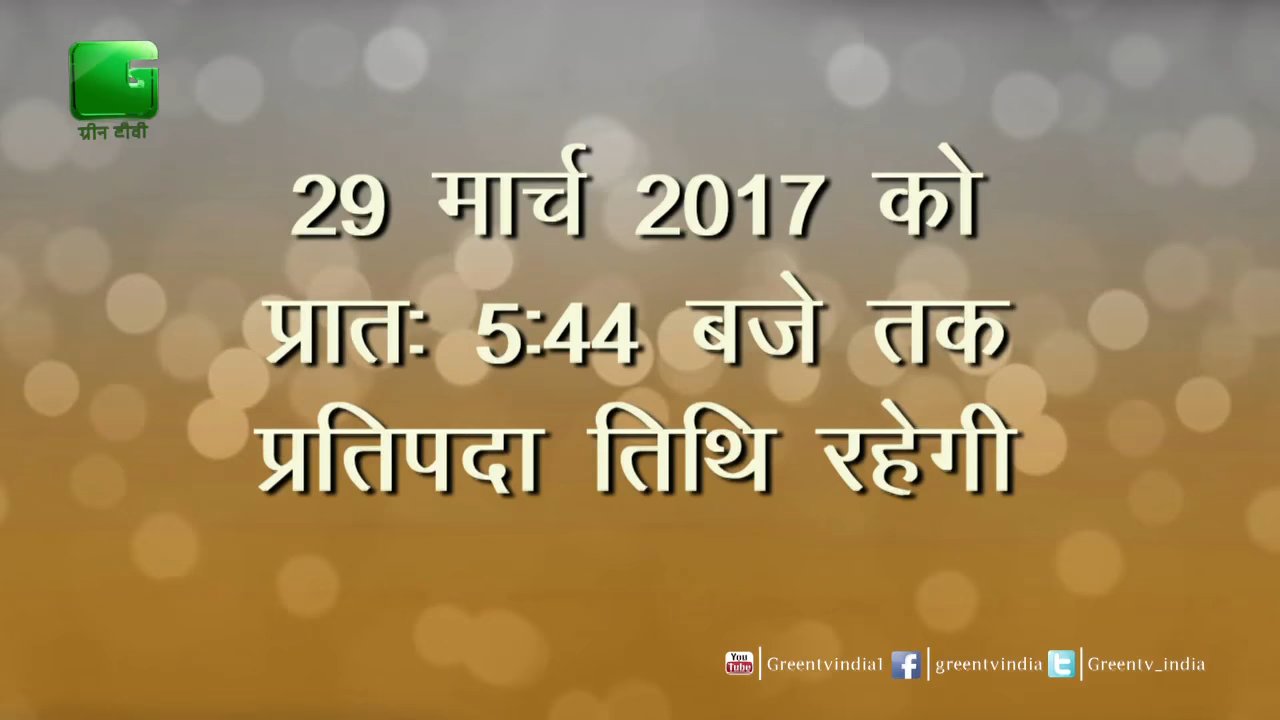 ग्रीन टीवी
29 मार्च 2017 को
प्रातः 5:44 बजे तक
प्रतिपदा तिथि रहेगी
You Tube Greentvindia1 f greentvindia t Greentv_india